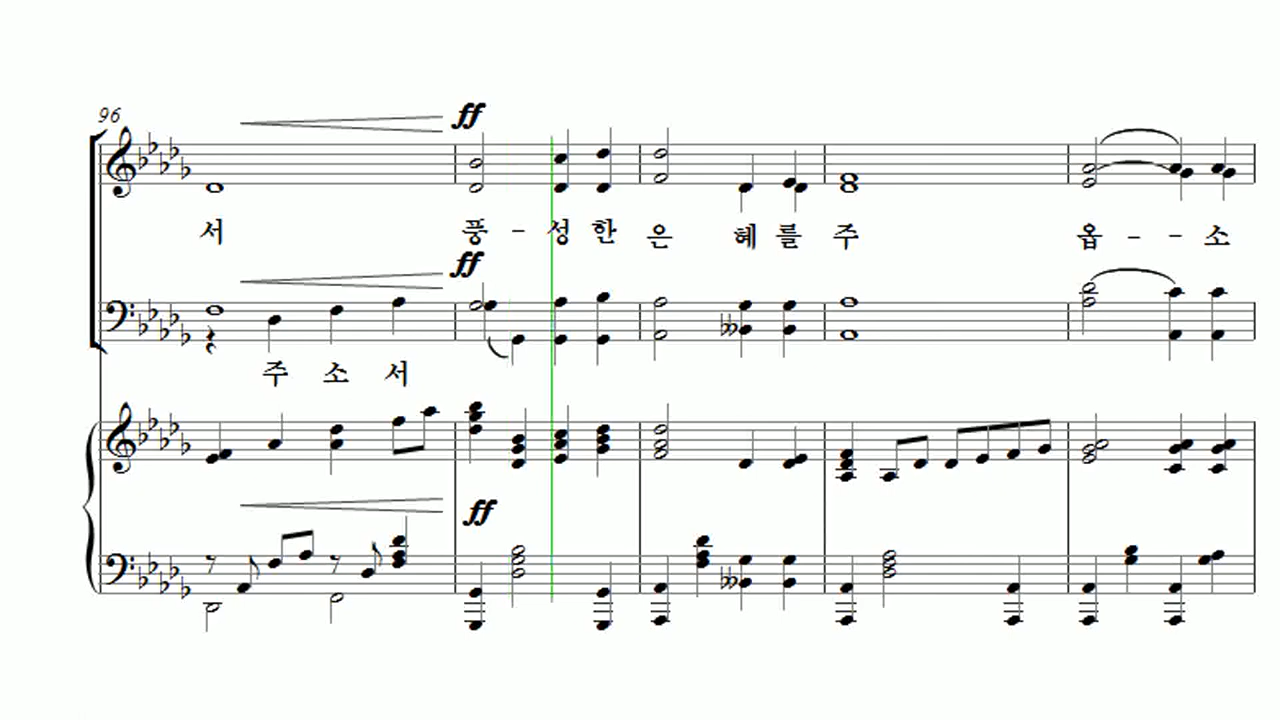 96
ff
서 풍 - 성 한 은 혜 를 주 옵 - - 소
ff
주 소 서
ff